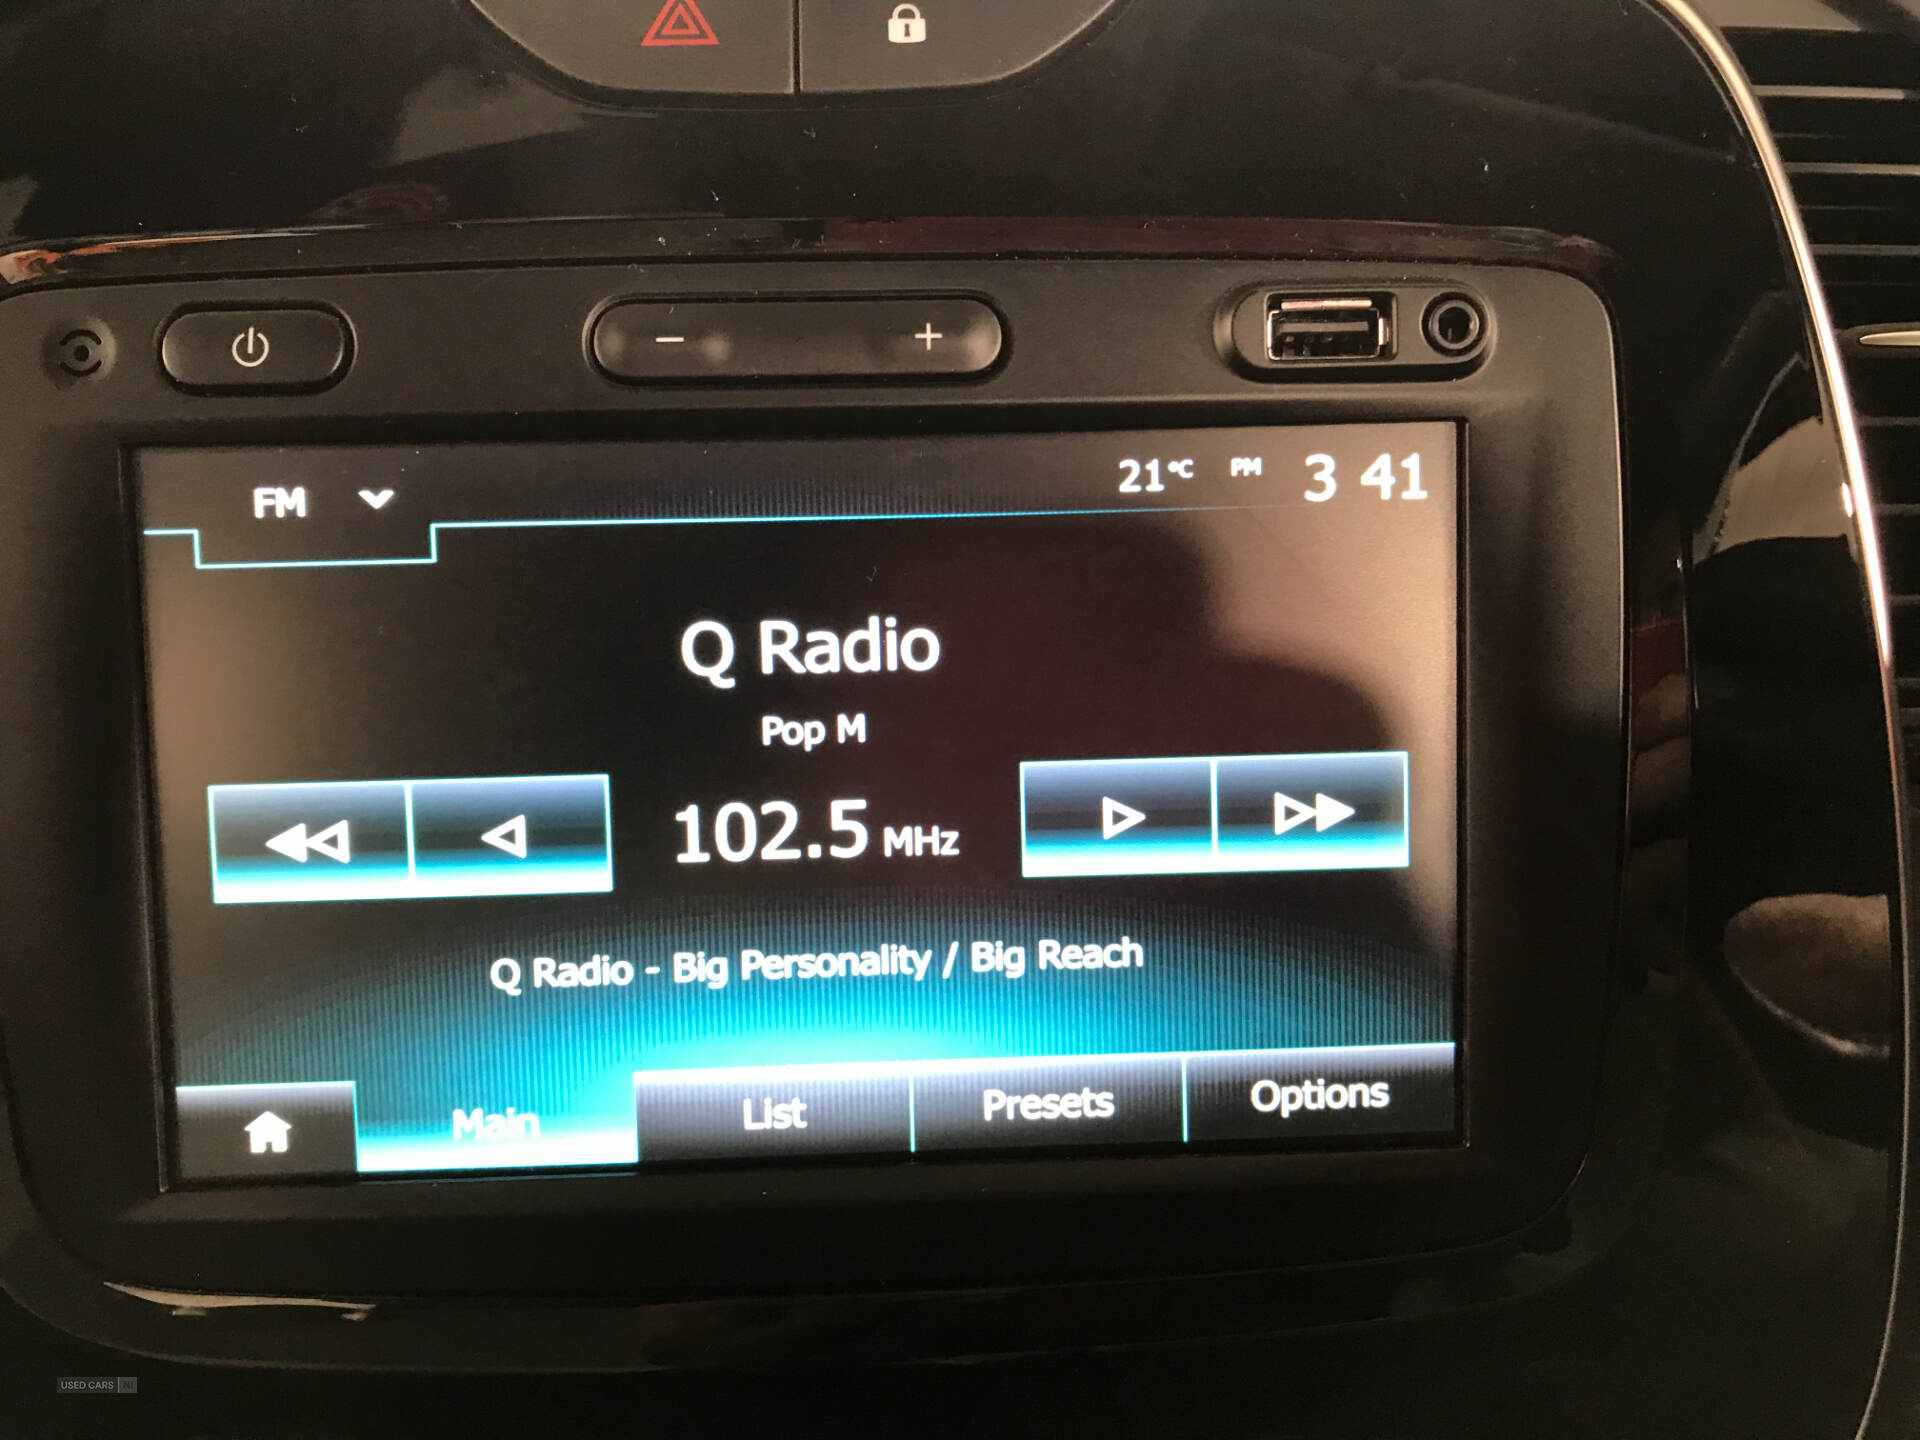 FM 21°C PM 3 41
Q Radio
Pop M
102.5 MHz
Q Radio - Big Personality / Big Reach
Main List Presets Options
USED CARS NI